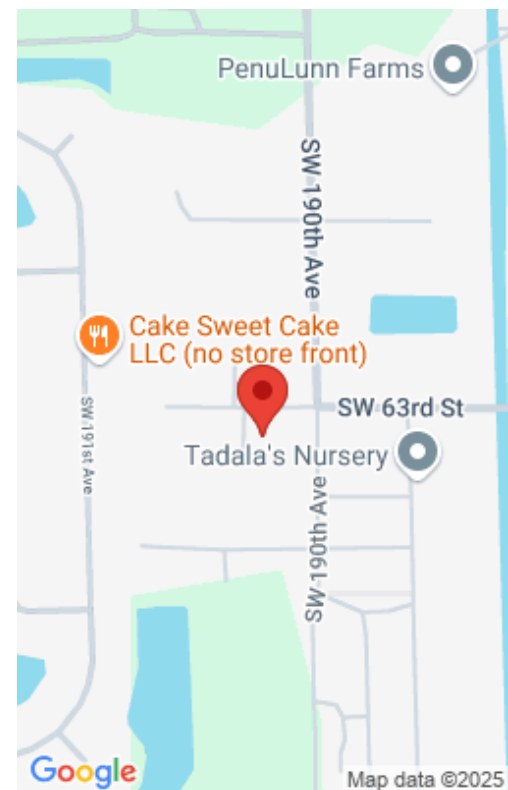 PenuLunn Farms
SW 190th Ave
Cake Sweet Cake
LLC (no store front)
SW 191st Ave
SW 63rd St
Tadala's Nursery
SW 190th Ave
Google
Map data ©2025